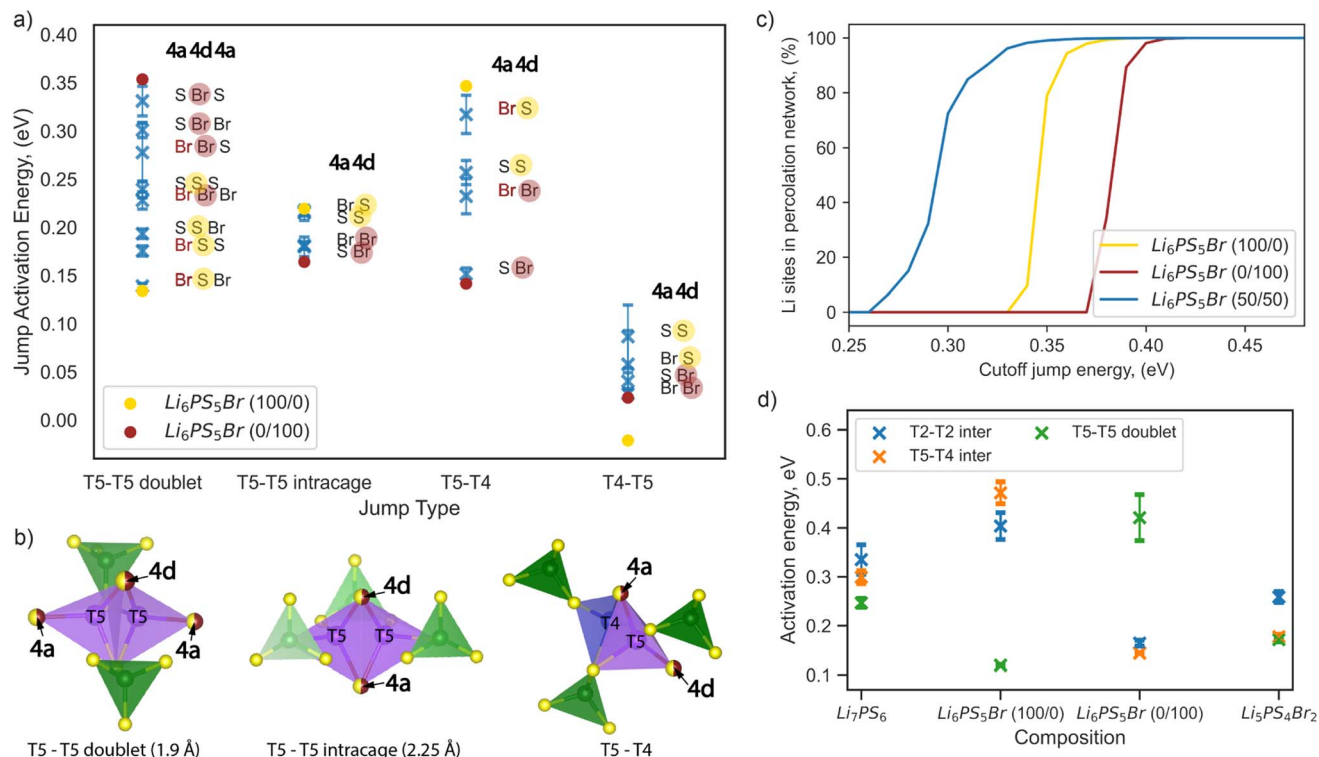 a)
Jump Activation Energy, (eV)
0.40
0.35
0.30
0.25
0.20
0.15
0.10
0.05
0.00
4a 4d 4a
S Br S
S Br Br
Br Br S
S S S
Br Br Br
S S Br
Br S S
Br S Br
4a 4d
Br S
S S
Br Br
S Br
4a 4d
Br S
S S
Br Br
S Br
4a 4d
S S
Br S
S Br
Br Br
Li6PS5Br (100/0)
Li6PS5Br (0/100)
T5-T5 doublet
T5-T5 intracage
T5-T4
T4-T5
Jump Type
b)
4d
T5
T5
4a
4a
T5 - T5 doublet (1.9 Å)
4d
T5
T5
4a
T5 - T5 intracage (2.25 Å)
4a
T4
T5
4d
T5 - T4
c)
Li sites in percolation network, (%)
100
80
60
40
20
0
Li6PS5Br (100/0)
Li6PS5Br (0/100)
Li6PS5Br (50/50)
0.25
0.30
0.35
0.40
0.45
Cutoff jump energy, (eV)
d)
Activation energy, eV
0.6
0.5
0.4
0.3
0.2
0.1
T2-T2 inter
T5-T4 inter
T5-T5 doublet
Li7PS6
Li6PS5Br (100/0)
Li6PS5Br (0/100)
Li5PS4Br2
Composition